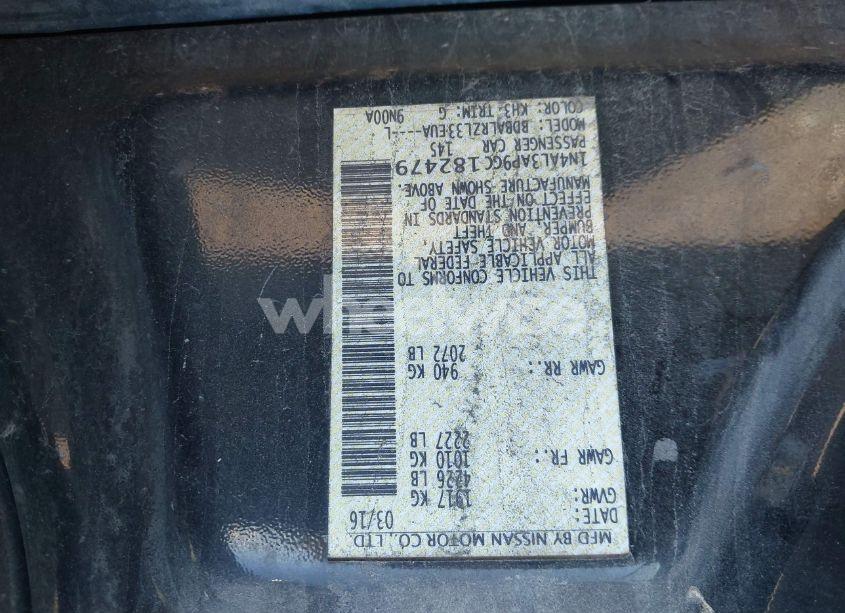 MFD BY NISSAN MOTOR CO., LTD.
DATE: 03/16
GVWR: 1917 KG
4226 LB
GAWR FR.: 1010 KG
2227 LB
GAWR RR.: 940 KG
2072 LB
THIS VEHICLE CONFORMS TO
ALL APPLICABLE FEDERAL
MOTOR VEHICLE SAFETY,
BUMPER, AND THEFT
PREVENTION STANDARDS IN
EFFECT ON THE DATE OF
MANUFACTURE SHOWN ABOVE.
1N4AL3AP9GC182479
PASSENGER CAR 145
MODEL: BDBALRZL33EUA----L
COLOR: KH3 TRIM: G
9N00A